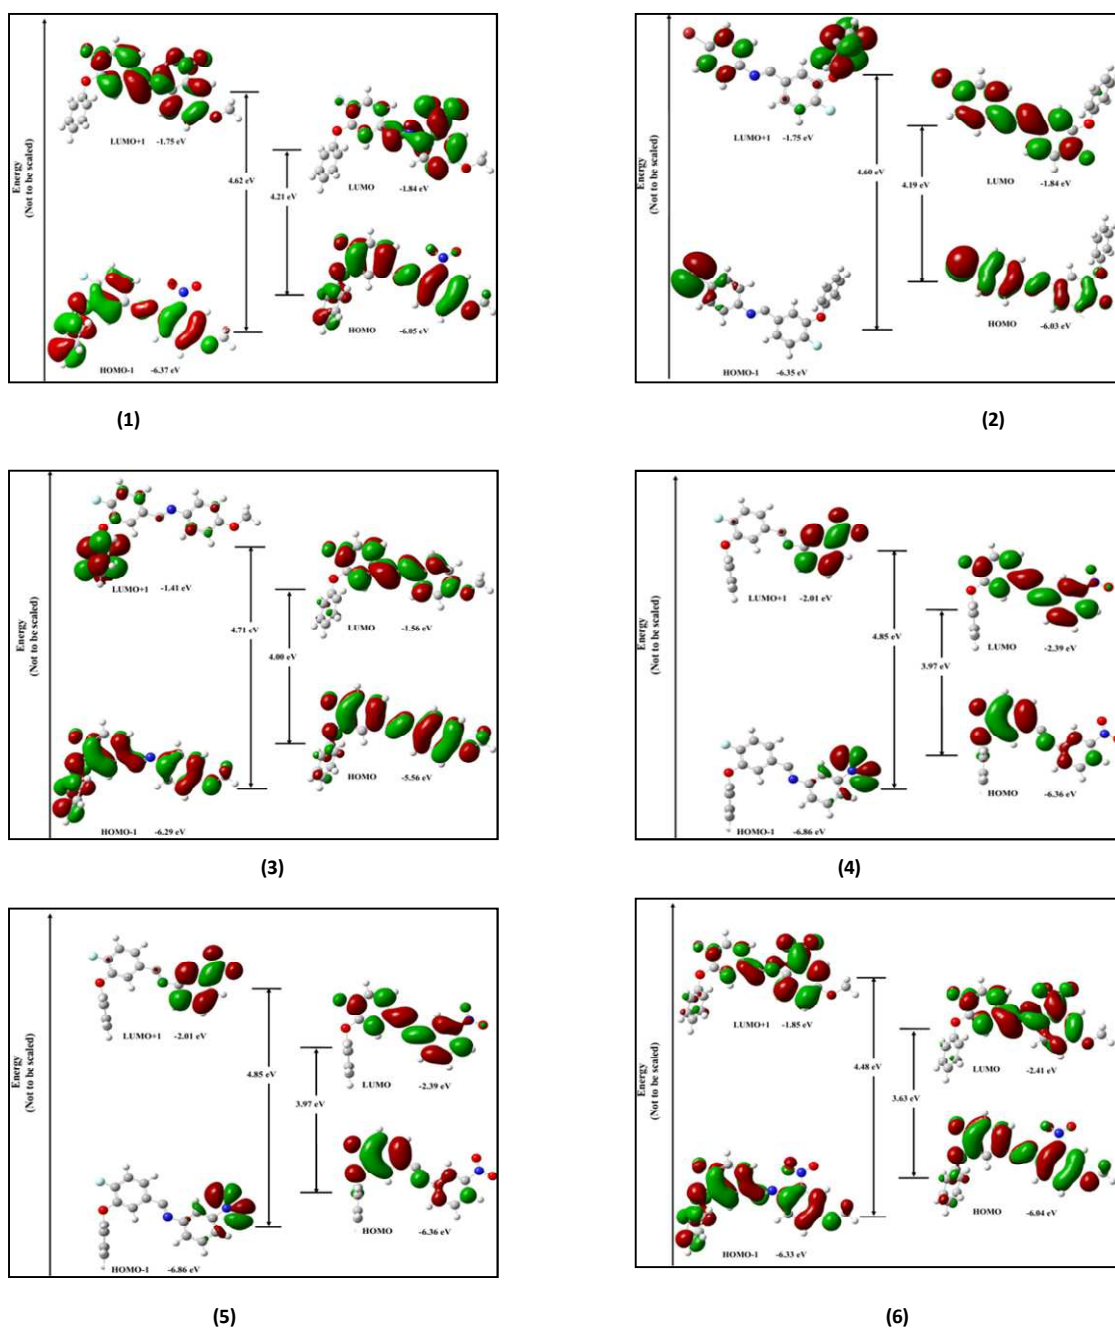 Energy
(Not to be scaled)
LUMO+1 -1.75 eV
4.62 eV
HOMO-1 -6.37 eV
4.21 eV
LUMO -1.84 eV
HOMO -6.05 eV
(1)
Energy
(Not to be scaled)
LUMO+1 -1.75 eV
4.60 eV
HOMO-1 -6.35 eV
4.19 eV
LUMO -1.84 eV
HOMO -6.03 eV
(2)
Energy
(Not to be scaled)
LUMO+1 -1.41 eV
4.71 eV
HOMO-1 -6.29 eV
4.00 eV
LUMO -1.56 eV
HOMO -5.56 eV
(3)
Energy
(Not to be scaled)
LUMO+1 -2.01 eV
4.85 eV
HOMO-1 -6.86 eV
3.97 eV
LUMO -2.39 eV
HOMO -6.36 eV
(4)
Energy
(Not to be scaled)
LUMO+1 -2.01 eV
4.85 eV
HOMO-1 -6.86 eV
3.97 eV
LUMO -2.39 eV
HOMO -6.36 eV
(5)
Energy
(Not to be scaled)
LUMO+1 -1.85 eV
4.48 eV
HOMO-1 -6.33 eV
3.63 eV
LUMO -2.41 eV
HOMO -6.04 eV
(6)